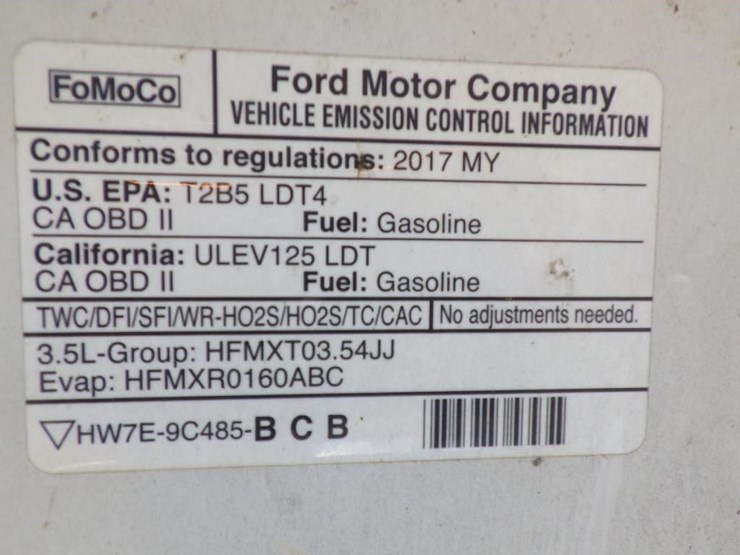 FoMoCo
Ford Motor Company
VEHICLE EMISSION CONTROL INFORMATION
Conforms to regulations: 2017 MY
U.S. EPA: T2B5 LDT4
CA OBD II Fuel: Gasoline
California: ULEV125 LDT
CA OBD II Fuel: Gasoline
TWC/DFI/SFI/WR-HO2S/HO2S/TC/CAC No adjustments needed.
3.5L-Group: HFMXT03.54JJ
Evap: HFMXR0160ABC
HW7E-9C485-B C B